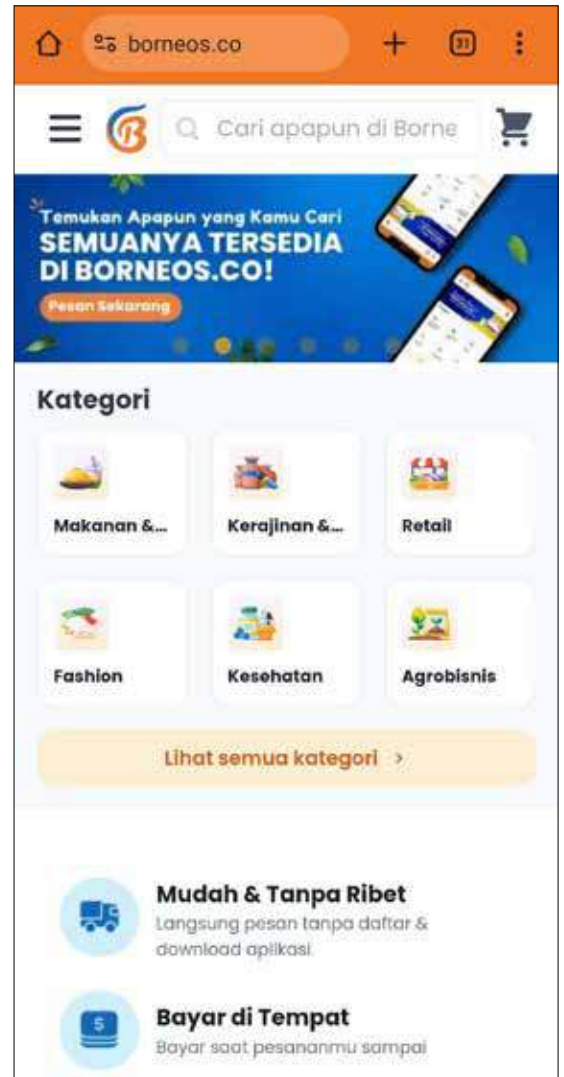 borneos.co
31
B
Cari apapun di Borne
Temukan Apapun yang Kamu Cari
SEMUANYA TERSEDIA
DI BORNEOS.CO!
Pesan Sekarang
Kategori
Makanan &...
Kerajinan &...
Retail
Fashion
Kesehatan
Agrobisnis
Lihat semua kategori >
Mudah & Tanpa Ribet
Langsung pesan tanpa daftar &
download aplikasi.
$
Bayar di Tempat
Bayar saat pesananmu sampai